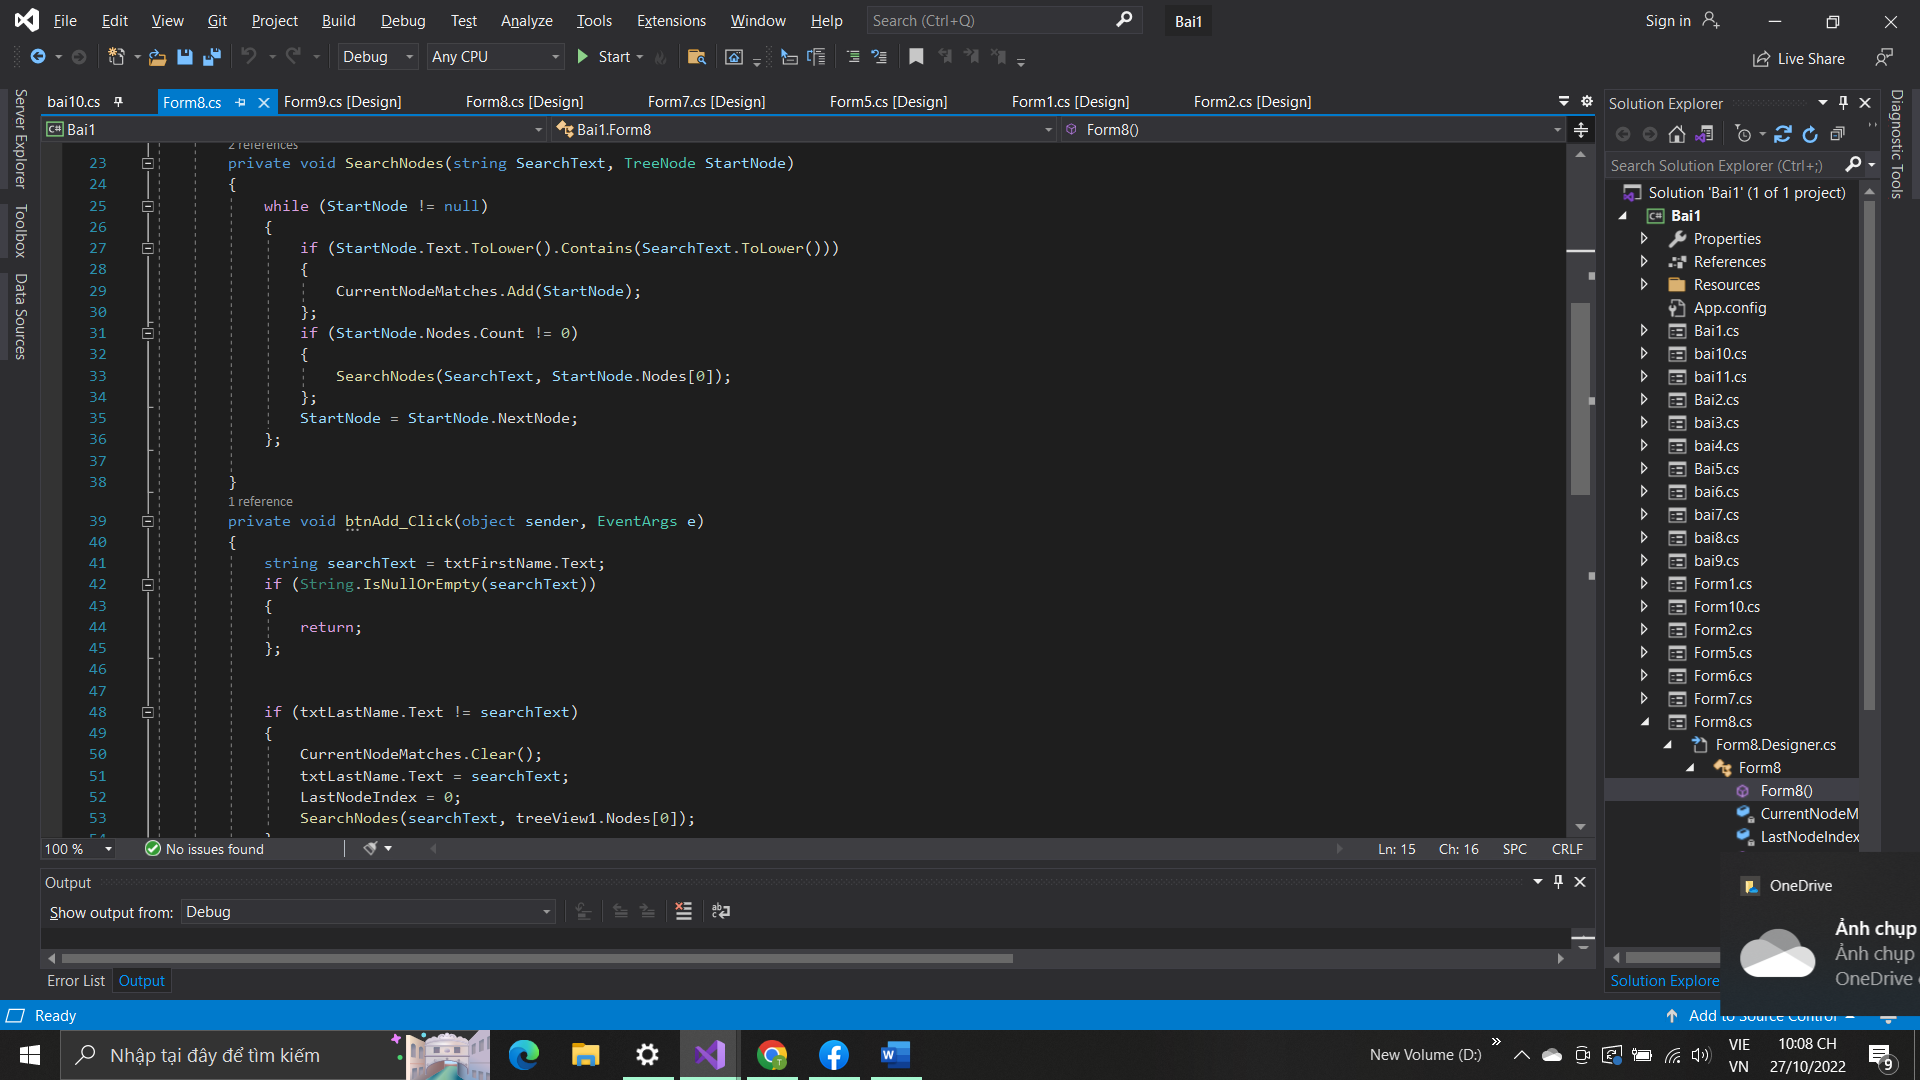 File Edit View Git Project Build Debug Test Analyze Tools Extensions Window Help Search (Ctrl+Q) Bai1 Sign in
Debug Any CPU Start Live Share
Server Explorer
Toolbox
Data Sources
bai10.cs Form8.cs Form9.cs [Design] Form8.cs [Design] Form7.cs [Design] Form5.cs [Design] Form1.cs [Design] Form2.cs [Design]
C# Bai1 Bai1.Form8 Form8()
2 references
23 private void SearchNodes(string SearchText, TreeNode StartNode)
24 {
25 while (StartNode != null)
26 {
27 if (StartNode.Text.ToLower().Contains(SearchText.ToLower()))
28 {
29 CurrentNodeMatches.Add(StartNode);
30 };
31 if (StartNode.Nodes.Count != 0)
32 {
33 SearchNodes(SearchText, StartNode.Nodes[0]);
34 };
35 StartNode = StartNode.NextNode;
36 };
37
38 }
1 reference
39 private void btnAdd_Click(object sender, EventArgs e)
40 {
41 string searchText = txtFirstName.Text;
42 if (String.IsNullOrEmpty(searchText))
43 {
44 return;
45 };
46
47
48 if (txtLastName.Text != searchText)
49 {
50 CurrentNodeMatches.Clear();
51 txtLastName.Text = searchText;
52 LastNodeIndex = 0;
53 SearchNodes(searchText, treeView1.Nodes[0]);
100 % No issues found Ln: 15 Ch: 16 SPC CRLF
Output
Show output from: Debug
Error List Output
Solution Explorer
Search Solution Explorer (Ctrl+;)
Solution 'Bai1' (1 of 1 project)
C# Bai1
Properties
References
Resources
App.config
Bai1.cs
bai10.cs
bai11.cs
Bai2.cs
bai3.cs
bai4.cs
Bai5.cs
bai6.cs
bai7.cs
bai8.cs
bai9.cs
Form1.cs
Form10.cs
Form2.cs
Form5.cs
Form6.cs
Form7.cs
Form8.cs
Form8.Designer.cs
Form8
Form8()
CurrentNodeM
LastNodeIndex
Diagnostic Tools
OneDrive
Ảnh chụp
Ảnh chụp
OneDrive
Solution Explore
Ready Add to Source Control
Nhập tại đây để tìm kiếm New Volume (D:) VIE 10:08 CH
VN 27/10/2022 9